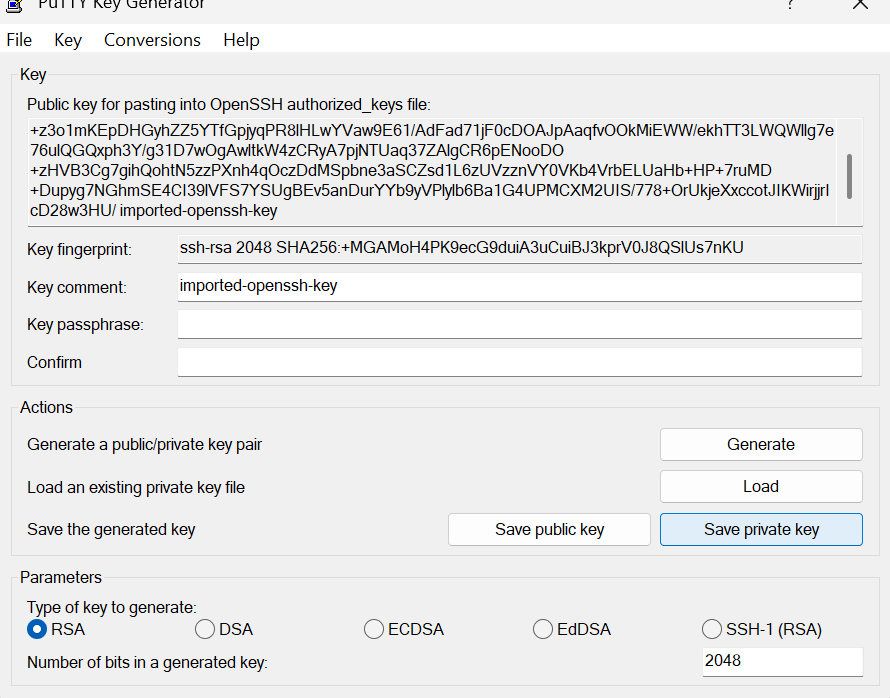 PuTTY Key Generator
?
File Key Conversions Help
Key
Public key for pasting into OpenSSH authorized_keys file:
+z3o1mKEpDHGyhZZ5YTfGpjyqPR8lHLwYVaw9E61/AdFad71jF0cDOAJpAaqfvOOkMiEWW/ekhTT3LWQWllg7e
76ulQGQxph3Y/g31D7wOgAwltkW4zCRyA7pjNTUaq37ZAlgCR6pENooDO
+zHVB3Cg7gihQohtN5zzPXnh4qOczDdMSpbne3aSCZsd1L6zUVzznVY0VKb4VrbELUaHb+HP+7ruMD
+Dupyg7NGhmSE4CI39lVFS7YSUgBEv5anDurYYb9yVPlylb6Ba1G4UPMCXM2UIS/778+OrUkjeXxccotJIKWirjjrI
cD28w3HU/ imported-openssh-key
Key fingerprint: ssh-rsa 2048 SHA256:+MGAMoH4PK9ecG9duiA3uCuiBJ3kprV0J8QSlUs7nKU
Key comment: imported-openssh-key
Key passphrase:
Confirm
Actions
Generate a public/private key pair Generate
Load an existing private key file Load
Save the generated key Save public key Save private key
Parameters
Type of key to generate:
RSA DSA ECDSA EdDSA SSH-1 (RSA)
Number of bits in a generated key: 2048